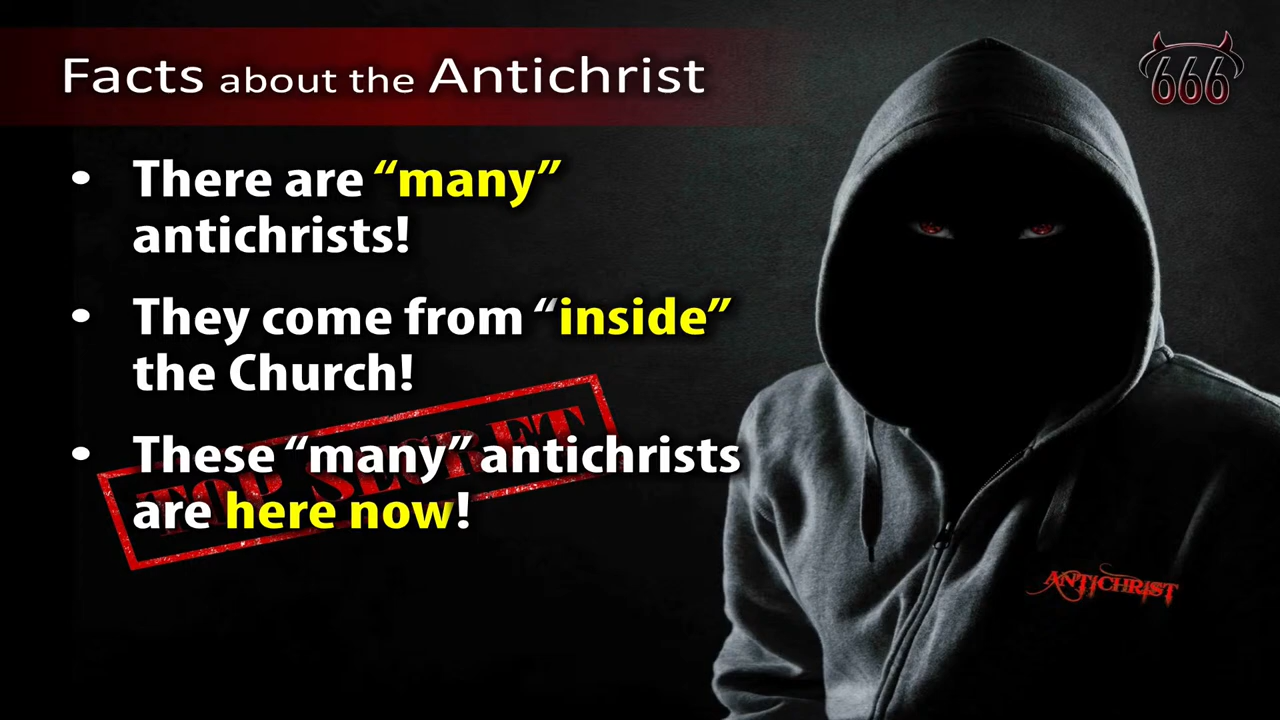 Facts about the Antichrist
666
• There are “many”
antichrists!
• They come from “inside”
the Church!
TOP SECRET
• These “many” antichrists
are here now!
ANTICHRIST